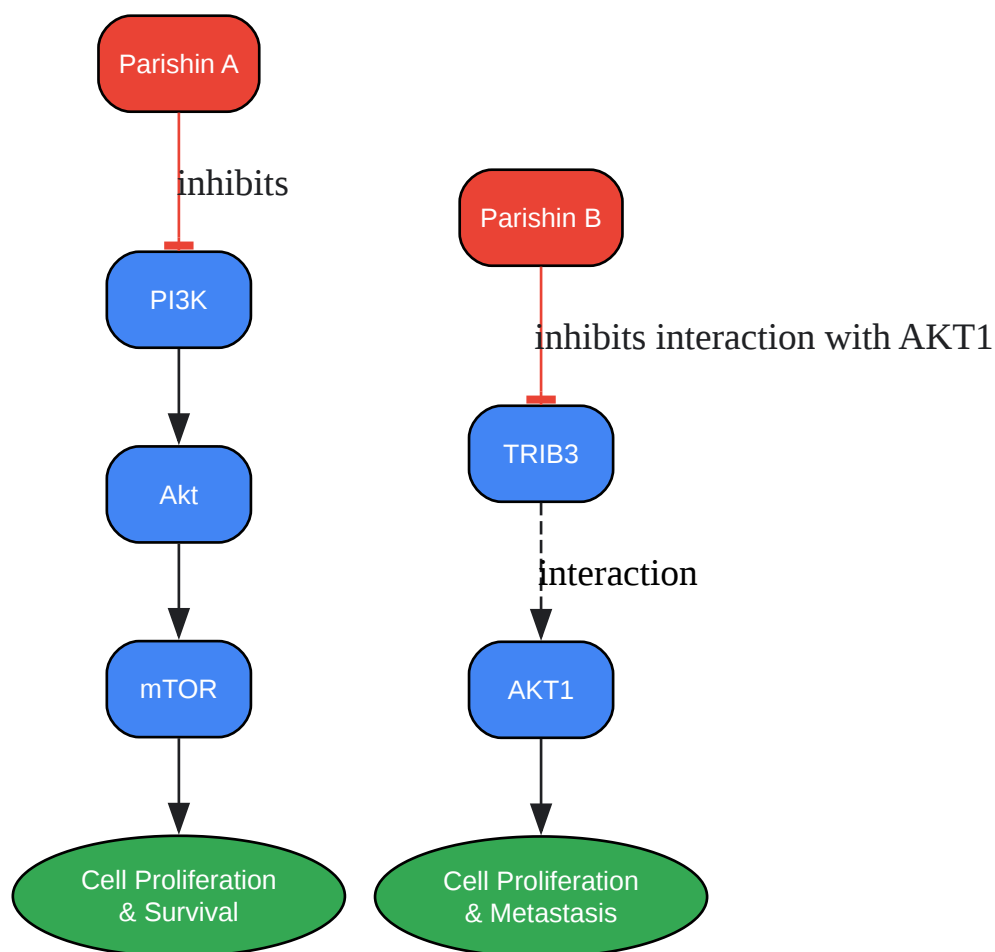 Parishin A
inhibits
PI3K
Akt
mTOR
Cell Proliferation
& Survival
Parishin B
inhibits interaction with AKT1
TRIB3
interaction
AKT1
Cell Proliferation
& Metastasis